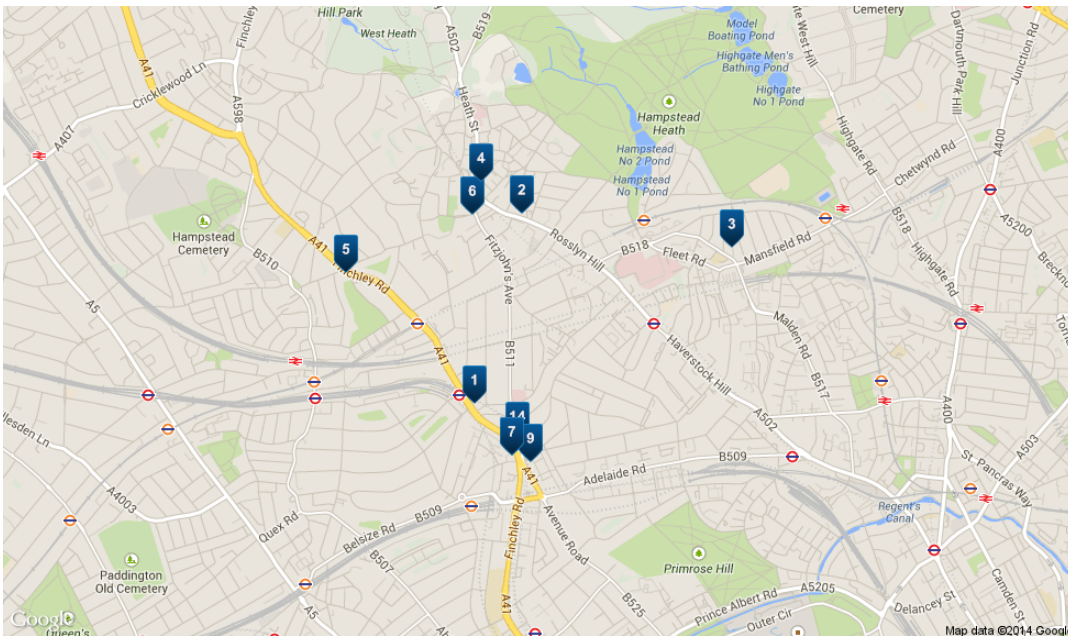 Hill Park
West Heath
A41
Finchley
A502
B519
Heath St
Cricklewood Ln
A407
A598
Model
Boating Pond
Highgate Men's
Bathing Pond
Highgate
No 1 Pond
Cemetery
Dartmouth Park
Hill
Junction Rd
Hampstead
Heath
Hampstead
No 2 Pond
Hampstead
No 1 Pond
Highgate Rd
Chetwynd Rd
A400
4
6
2
3
5
Hampstead
Cemetery
B510
A41
Finchley Rd
Fitzjohn's Ave
Rosslyn Hill
B518
Fleet Rd
Mansfield Rd
B518
Highgate Rd
A5200
A5
A41
B511
Malden Rd
B517
Haverstock Hill
A502
A400
A503
1
14
7
9
A41
B509
Adelaide Rd
St. Pancras Way
Regent's
Canal
A4003
Quex Rd
Belsize Rd
B509
B507
Finchley Rd
Avenue Road
Primrose Hill
B525
Prince Albert Rd
A5205
Outer Cir
Delancey St
Camden St
Paddington
Old Cemetery
A5
A41
Google
Queen's
Map data ©2014 Google